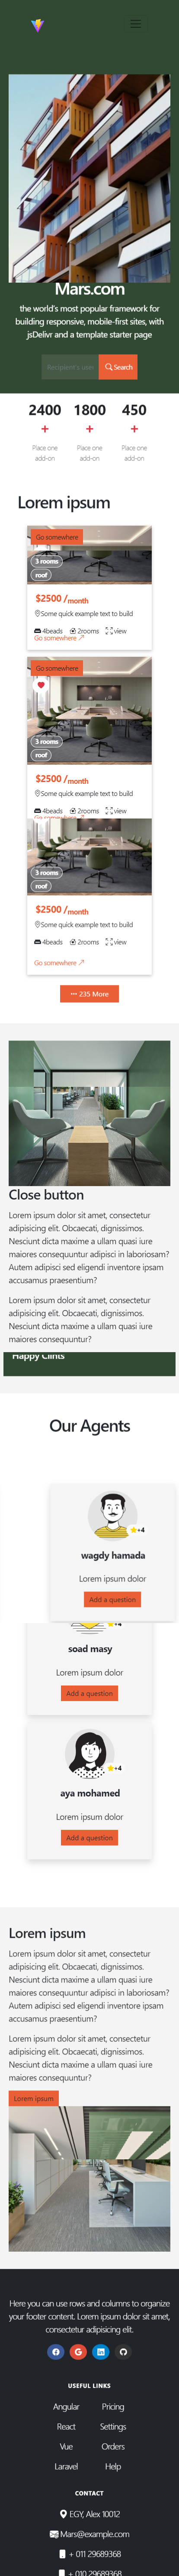 Mars.com
the world's most popular framework for
building responsive, mobile-first sites, with
jsDelivr and a template starter page
Recipient's user
Search
2400 1800 450
+ + +
Place one Place one Place one
add-on add-on add-on
Lorem ipsum
Go somewhere
3 rooms
roof
$2500 /month
Some quick example text to build
4beads 2rooms view
Go somewhere
Go somewhere
3 rooms
roof
$2500 /month
Some quick example text to build
4beads 2rooms view
3 rooms
roof
$2500 /month
Some quick example text to build
4beads 2rooms view
Go somewhere
··· 235 More
Close button
Lorem ipsum dolor sit amet, consectetur
adipisicing elit. Obcaecati, dignissimos.
Nesciunt dicta maxime a ullam quasi iure
maiores consequuntur adipisci in laboriosam?
Autem adipisci sed eligendi inventore ipsam
accusamus praesentium?
Lorem ipsum dolor sit amet, consectetur
adipisicing elit. Obcaecati, dignissimos.
Nesciunt dicta maxime a ullam quasi iure
maiores consequuntur?
Happy Clints
Our Agents
+4
wagdy hamada
Lorem ipsum dolor
Add a question
+4
soad masy
Lorem ipsum dolor
Add a question
+4
aya mohamed
Lorem ipsum dolor
Add a question
Lorem ipsum
Lorem ipsum dolor sit amet, consectetur
adipisicing elit. Obcaecati, dignissimos.
Nesciunt dicta maxime a ullam quasi iure
maiores consequuntur adipisci in laboriosam?
Autem adipisci sed eligendi inventore ipsam
accusamus praesentium?
Lorem ipsum dolor sit amet, consectetur
adipisicing elit. Obcaecati, dignissimos.
Nesciunt dicta maxime a ullam quasi iure
maiores consequuntur?
Lorem ipsum
Here you can use rows and columns to organize
your footer content. Lorem ipsum dolor sit amet,
consectetur adipisicing elit.
USEFUL LINKS
Angular Pricing
React Settings
Vue Orders
Laravel Help
CONTACT
EGY, Alex 10012
Mars@example.com
+ 011 29689368
+ 010 29689368